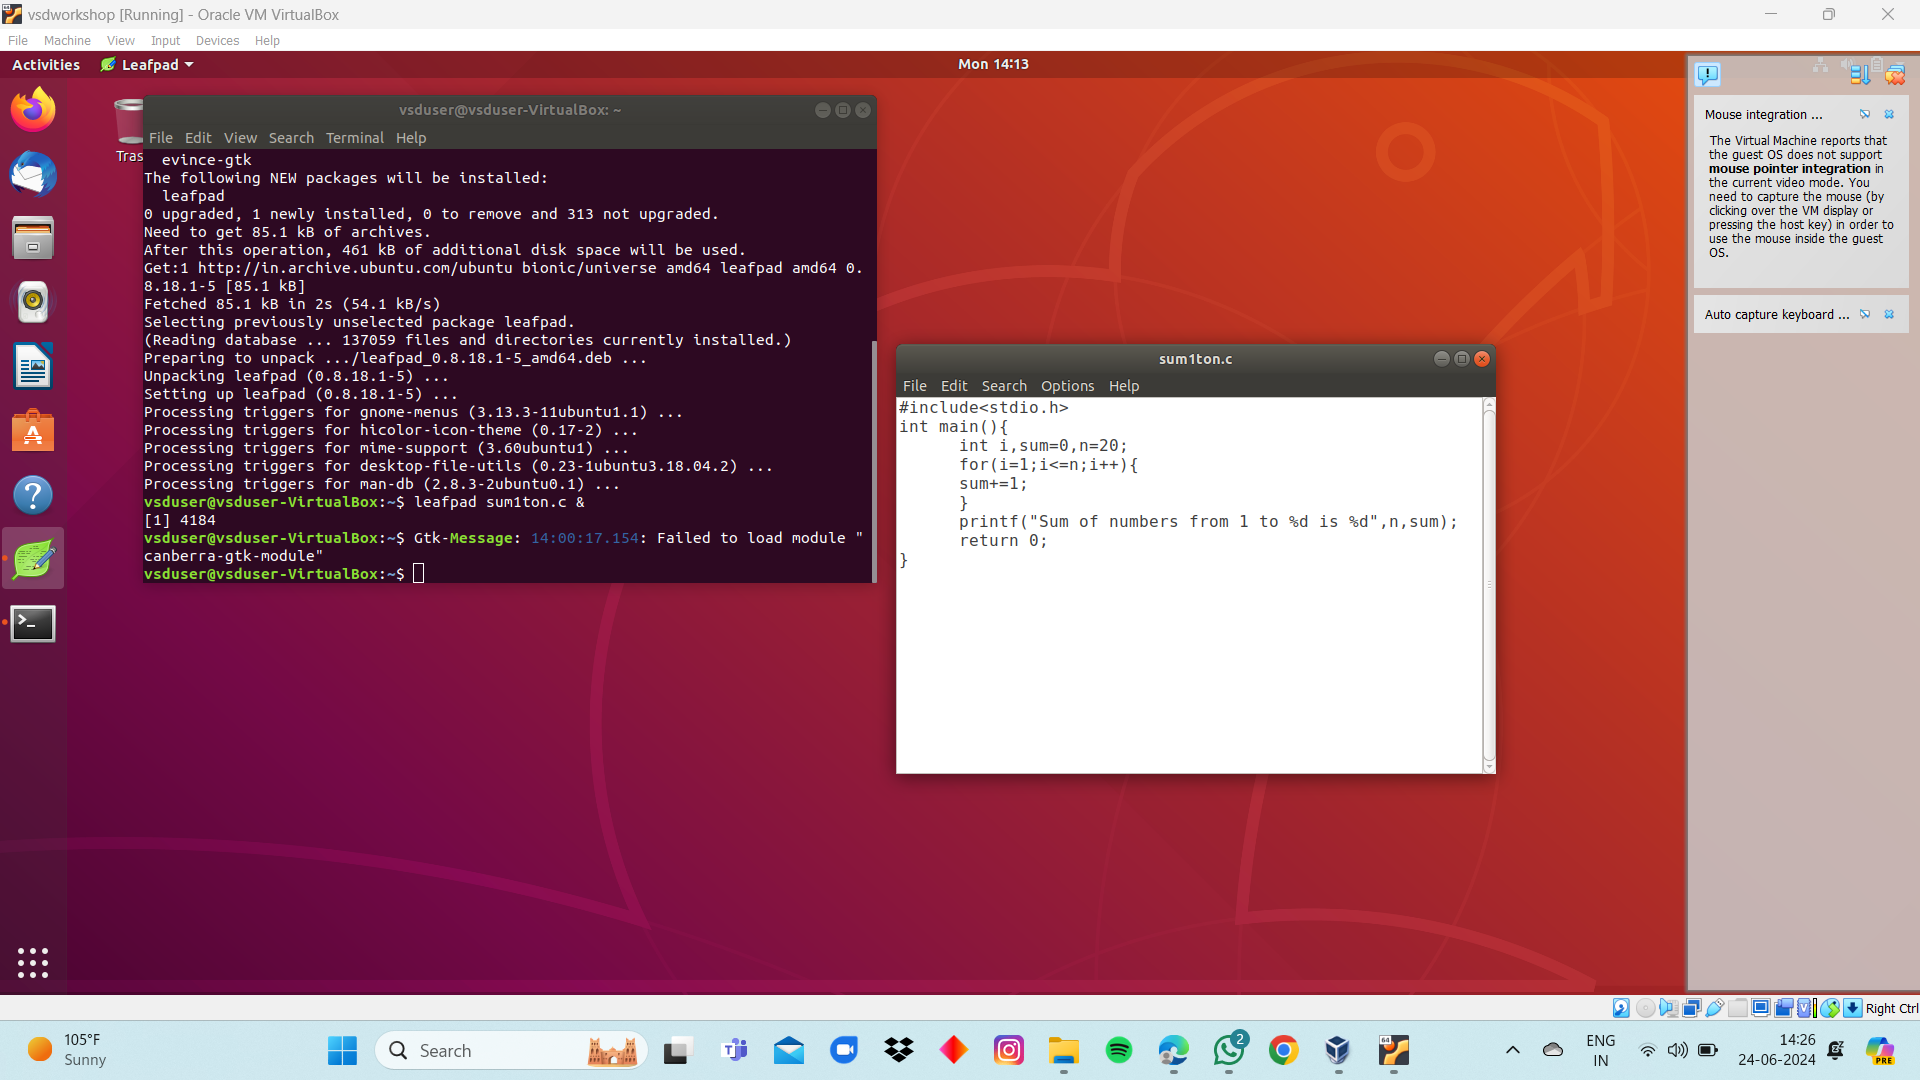 vsdworkshop [Running] - Oracle VM VirtualBox
File Machine View Input Devices Help
Activities Leafpad Mon 14:13
Tras
vsduser@vsduser-VirtualBox: ~
File Edit View Search Terminal Help
evince-gtk
The following NEW packages will be installed:
leafpad
0 upgraded, 1 newly installed, 0 to remove and 313 not upgraded.
Need to get 85.1 kB of archives.
After this operation, 461 kB of additional disk space will be used.
Get:1 http://in.archive.ubuntu.com/ubuntu bionic/universe amd64 leafpad amd64 0.
8.18.1-5 [85.1 kB]
Fetched 85.1 kB in 2s (54.1 kB/s)
Selecting previously unselected package leafpad.
(Reading database ... 137059 files and directories currently installed.)
Preparing to unpack .../leafpad_0.8.18.1-5_amd64.deb ...
Unpacking leafpad (0.8.18.1-5) ...
Setting up leafpad (0.8.18.1-5) ...
Processing triggers for gnome-menus (3.13.3-11ubuntu1.1) ...
Processing triggers for hicolor-icon-theme (0.17-2) ...
Processing triggers for mime-support (3.60ubuntu1) ...
Processing triggers for desktop-file-utils (0.23-1ubuntu3.18.04.2) ...
Processing triggers for man-db (2.8.3-2ubuntu0.1) ...
vsduser@vsduser-VirtualBox:~$ leafpad sum1ton.c &
[1] 4184
vsduser@vsduser-VirtualBox:~$ Gtk-Message: 14:00:17.154: Failed to load module "
canberra-gtk-module"
vsduser@vsduser-VirtualBox:~$
sum1ton.c
File Edit Search Options Help
#include<stdio.h>
int main(){
int i,sum=0,n=20;
for(i=1;i<=n;i++){
sum+=1;
}
printf("Sum of numbers from 1 to %d is %d",n,sum);
return 0;
}
Mouse integration ...
The Virtual Machine reports that
the guest OS does not support
mouse pointer integration in
the current video mode. You
need to capture the mouse (by
clicking over the VM display or
pressing the host key) in order to
use the mouse inside the guest
OS.
Auto capture keyboard ...
Right Ctrl
105°F
Sunny
Search
2
64
ENG
IN
14:26
24-06-2024
PRE